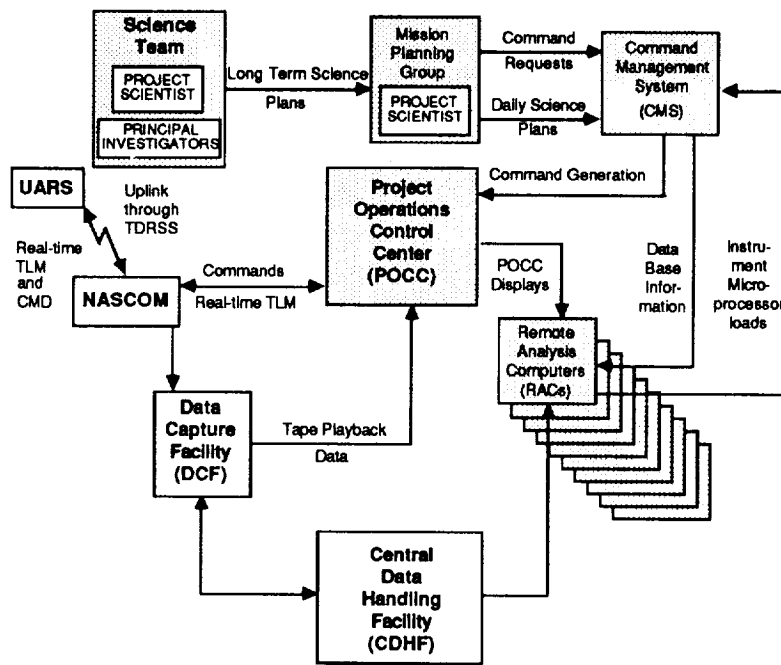 Science
Team
PROJECT
SCIENTIST
PRINCIPAL
INVESTIGATORS
Long Term Science
Plans
Mission
Planning
Group
PROJECT
SCIENTIST
Command
Requests
Daily Science
Plans
Command
Management
System
(CMS)
UARS
Uplink
through
TDRSS
Real-time
TLM
and
CMD
NASCOM
Commands
Real-time TLM
Project
Operations
Control
Center
(POCC)
Command Generation
POCC
Displays
Data
Base
Infor-
mation
Instru-
ment
Micro-
processor
loads
Remote
Analysis
Computers
(RACs)
Data
Capture
Facility
(DCF)
Tape Playback
Data
Central
Data
Handling
Facility
(CDHF)